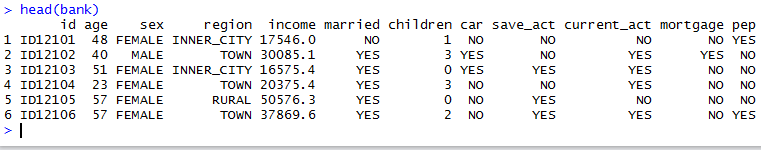 > head(bank)
id age sex region income married children car save_act current_act mortgage pep
1 ID12101 48 FEMALE INNER_CITY 17546.0 NO 1 NO NO NO NO YES
2 ID12102 40 MALE TOWN 30085.1 YES 3 YES NO YES YES NO
3 ID12103 51 FEMALE INNER_CITY 16575.4 YES 0 YES YES YES NO NO
4 ID12104 23 FEMALE TOWN 20375.4 YES 3 NO NO YES NO NO
5 ID12105 57 FEMALE RURAL 50576.3 YES 0 NO YES NO NO NO
6 ID12106 57 FEMALE TOWN 37869.6 YES 2 NO YES YES NO YES
>